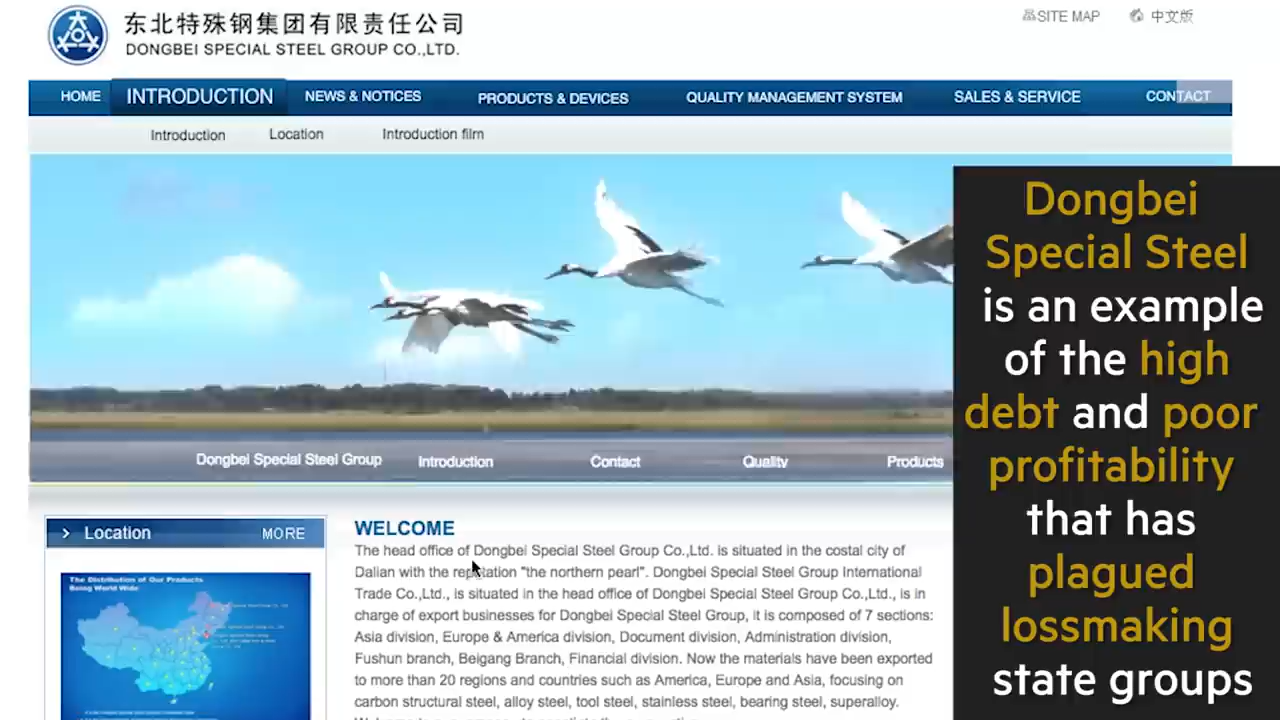 东北特殊钢集团有限责任公司
DONGBEI SPECIAL STEEL GROUP CO.,LTD.
SITE MAP
中文版
HOME
INTRODUCTION
NEWS & NOTICES
PRODUCTS & DEVICES
QUALITY MANAGEMENT SYSTEM
SALES & SERVICE
CONTACT
Introduction
Location
Introduction film
Dongbei Special Steel Group
Introduction
Contact
Quality
Products
Dongbei
Special Steel
is an example
of the high
debt and poor
profitability
that has
plagued
lossmaking
state groups
Location
MORE
The Distribution of Our Products
Being World Wide
WELCOME
The head office of Dongbei Special Steel Group Co.,Ltd. is situated in the costal city of
Dalian with the reputation "the northern pearl". Dongbei Special Steel Group International
Trade Co.,Ltd., is situated in the head office of Dongbei Special Steel Group Co.,Ltd., is in
charge of export businesses for Dongbei Special Steel Group, it is composed of 7 sections:
Asia division, Europe & America division, Document division, Administration division,
Fushun branch, Beigang Branch, Financial division. Now the materials have been exported
to more than 20 regions and countries such as America, Europe and Asia, focusing on
carbon structural steel, alloy steel, tool steel, stainless steel, bearing steel, superalloy.